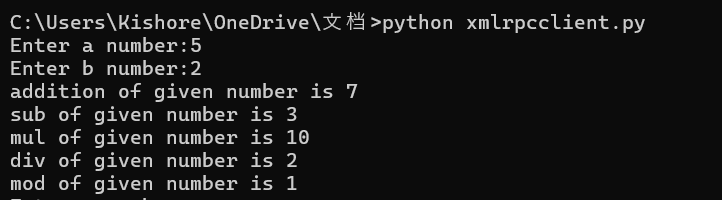 C:\Users\Kishore\OneDrive\文档>python xmlrpcclient.py
Enter a number:5
Enter b number:2
addition of given number is 7
sub of given number is 3
mul of given number is 10
div of given number is 2
mod of given number is 1